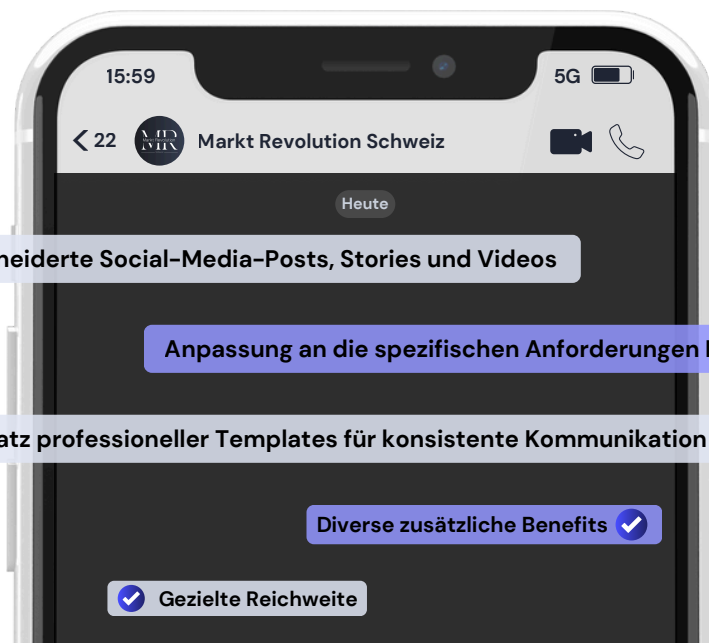 15:59
5G
22
MR
Markt Revolution Schweiz
Heute
neiderte Social-Media-Posts, Stories und Videos
Anpassung an die spezifischen Anforderungen
atz professioneller Templates für konsistente Kommunikation
Diverse zusätzliche Benefits
Gezielte Reichweite